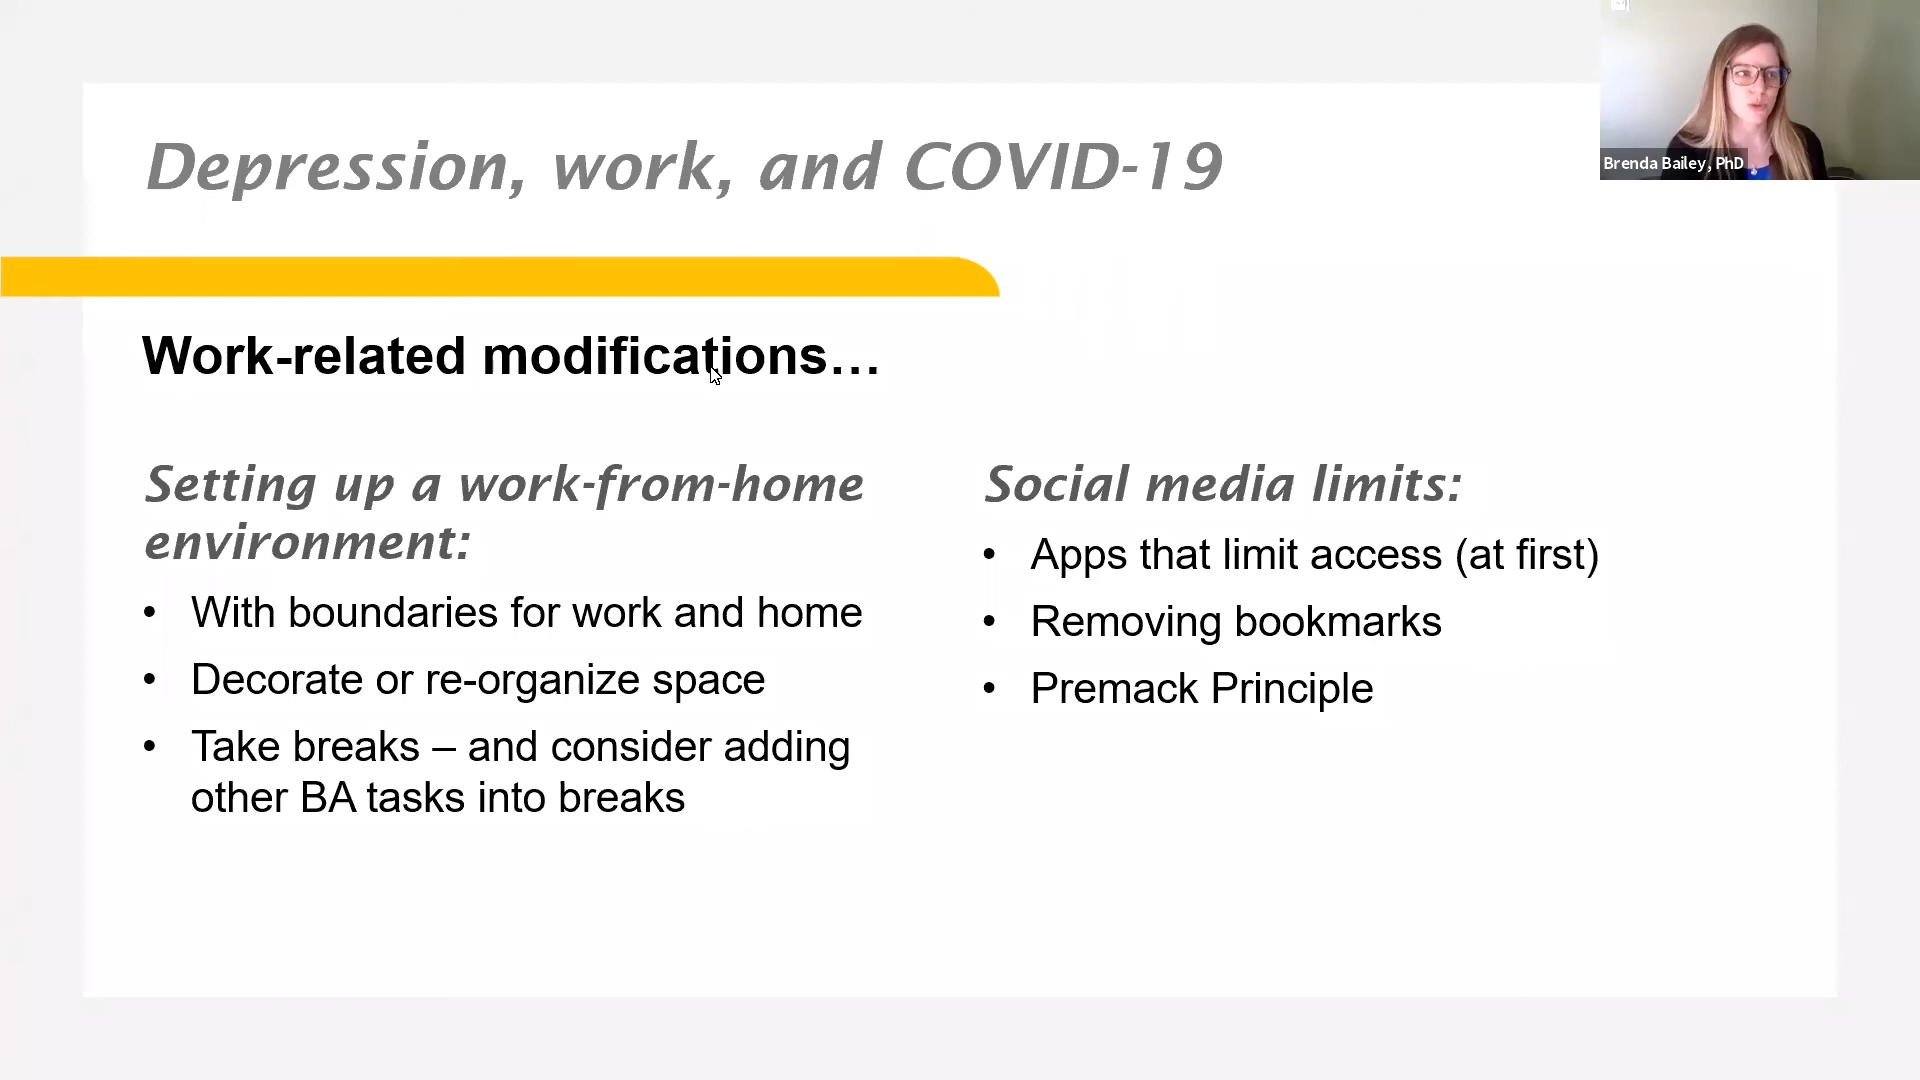 Depression, work, and COVID-19
Brenda Bailey, PhD
Work-related modifications…
Setting up a work-from-home
environment:
• With boundaries for work and home
• Decorate or re-organize space
• Take breaks – and consider adding
other BA tasks into breaks
Social media limits:
• Apps that limit access (at first)
• Removing bookmarks
• Premack Principle